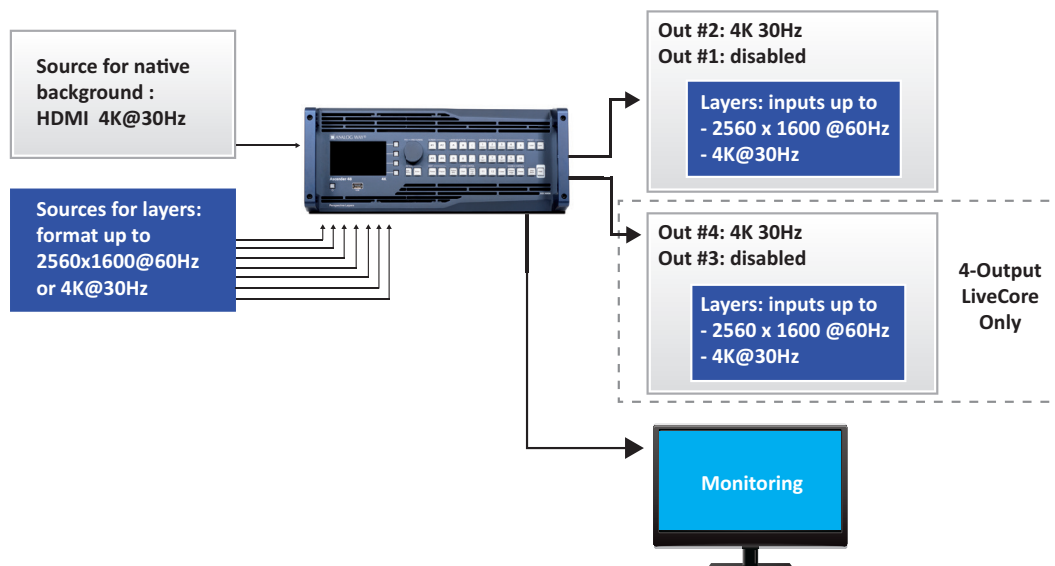 Source for native
background :
HDMI 4K@30Hz
Sources for layers:
format up to
2560x1600@60Hz
or 4K@30Hz
ANALOG WAY
Out #2: 4K 30Hz
Out #1: disabled
Layers: inputs up to
- 2560 x 1600 @60Hz
- 4K@30Hz
Out #4: 4K 30Hz
Out #3: disabled
Layers: inputs up to
- 2560 x 1600 @60Hz
- 4K@30Hz
4-Output
LiveCore
Only
Monitoring